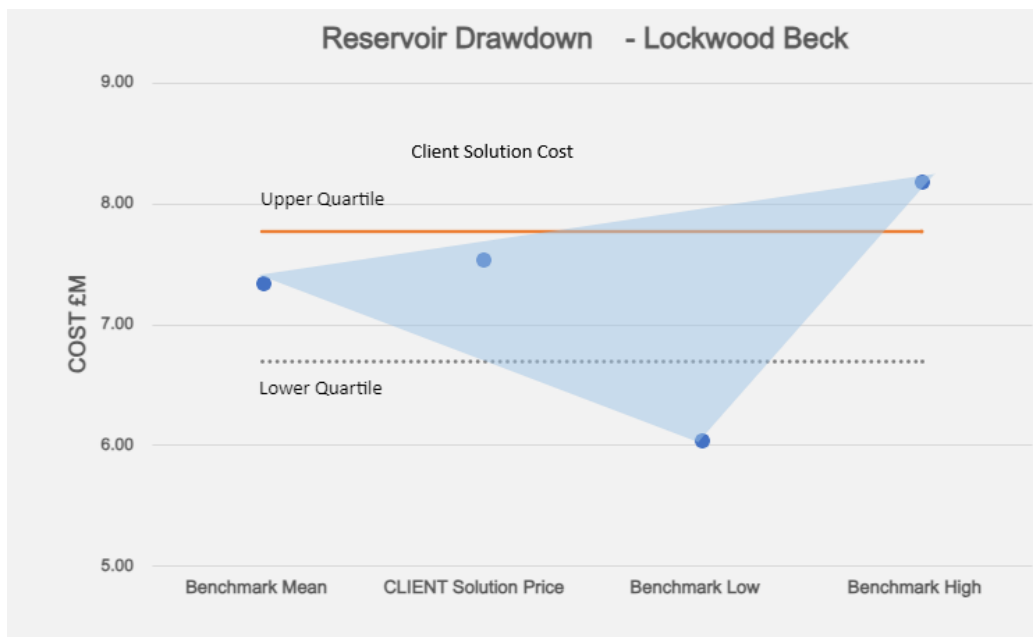 Reservoir Drawdown - Lockwood Beck
9.00
Client Solution Cost
8.00
Upper Quartile
COST £M
7.00
Lower Quartile
6.00
5.00
Benchmark Mean CLIENT Solution Price Benchmark Low Benchmark High